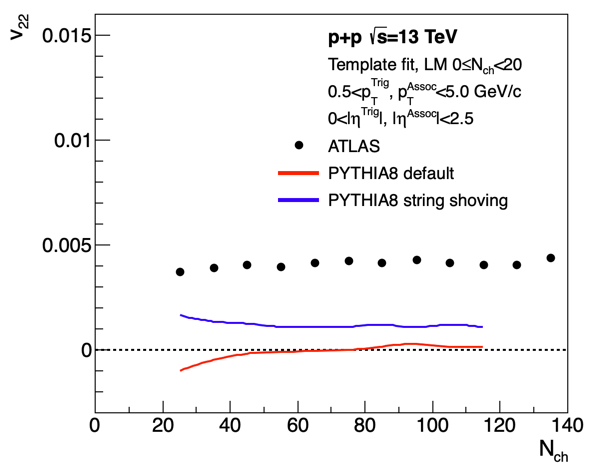 v22
0.015
0.01
0.005
0
p+p √s=13 TeV
Template fit, LM 0≤Nch<20
0.5<pTTrig, pTAssoc<5.0 GeV/c
0<|ηTrig|, |ηAssoc|<2.5
ATLAS
PYTHIA8 default
PYTHIA8 string shoving
0 20 40 60 80 100 120 140
Nch